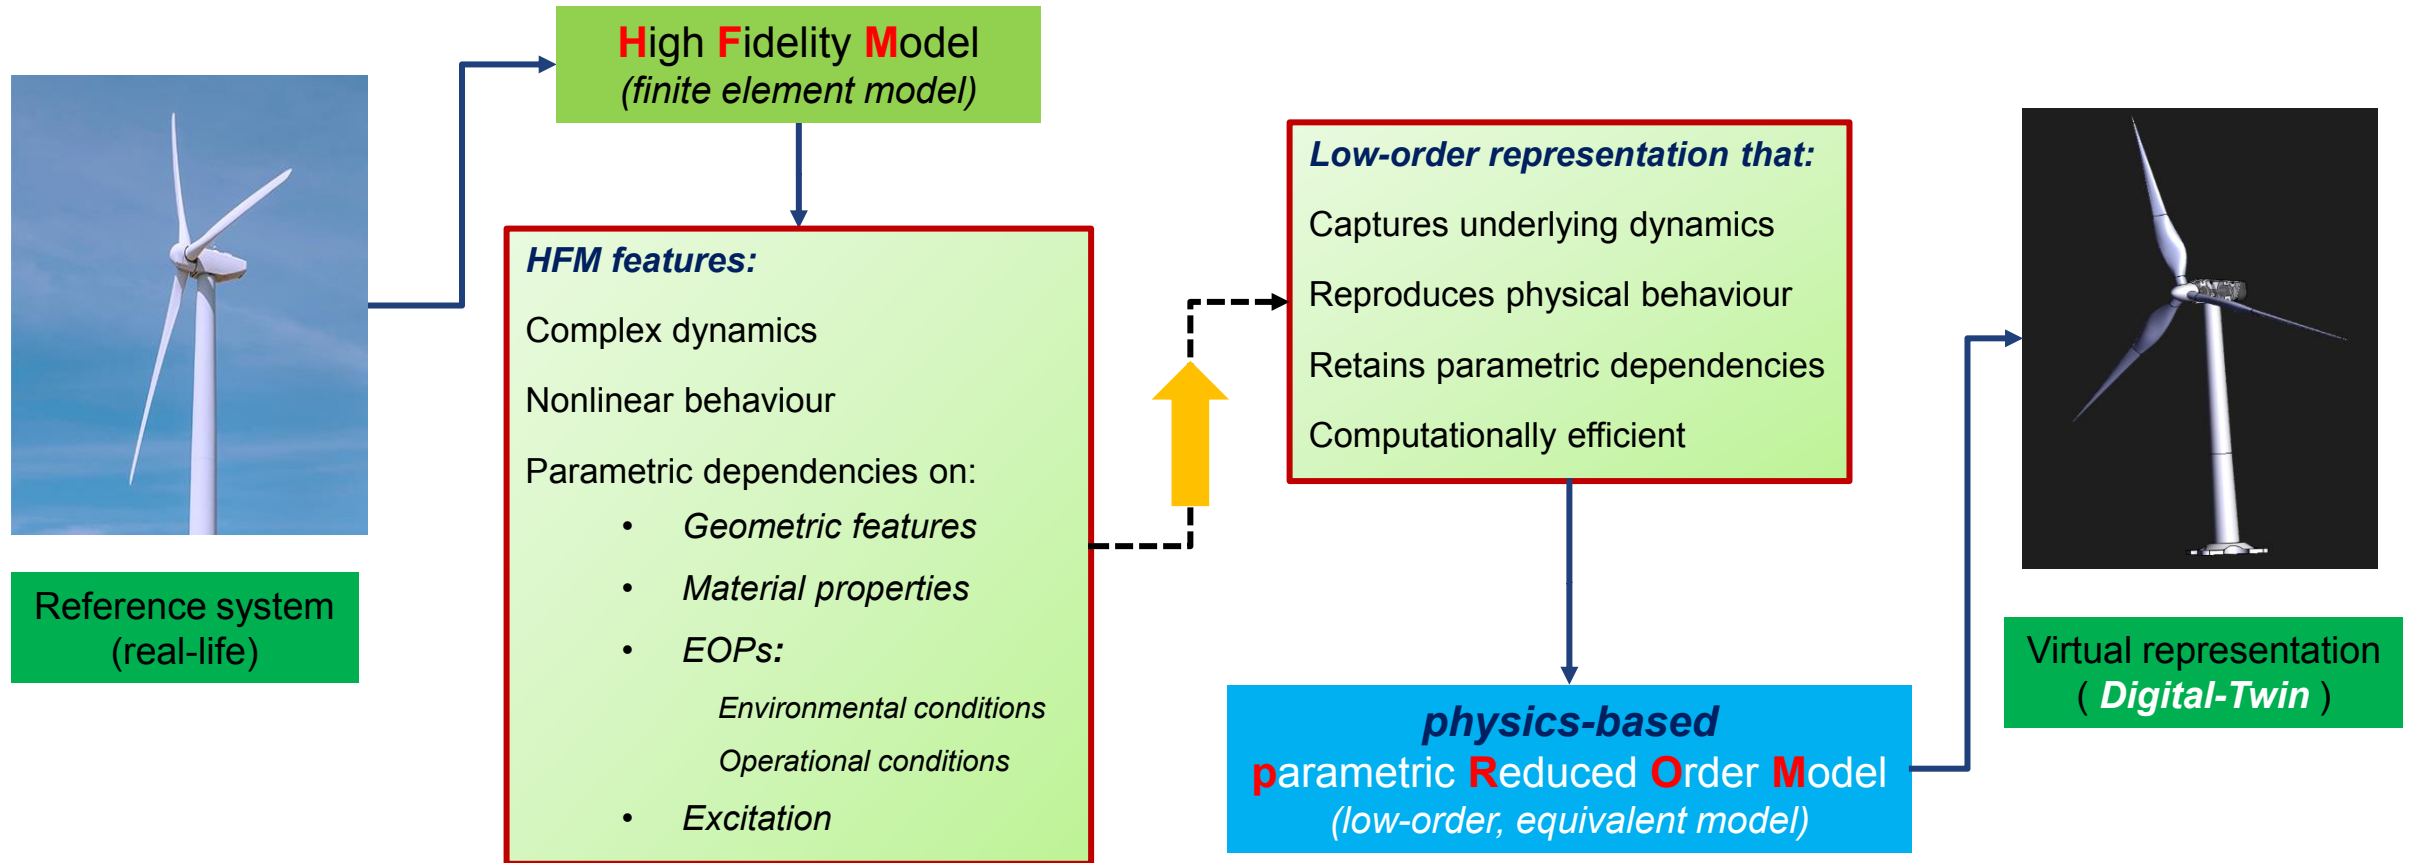 High Fidelity Model
(finite element model)
Reference system
(real-life)
HFM features:
Complex dynamics
Nonlinear behaviour
Parametric dependencies on:
• Geometric features
• Material properties
• EOPs:
Environmental conditions
Operational conditions
• Excitation
Low-order representation that:
Captures underlying dynamics
Reproduces physical behaviour
Retains parametric dependencies
Computationally efficient
physics-based
parametric Reduced Order Model
(low-order, equivalent model)
Virtual representation
( Digital-Twin )